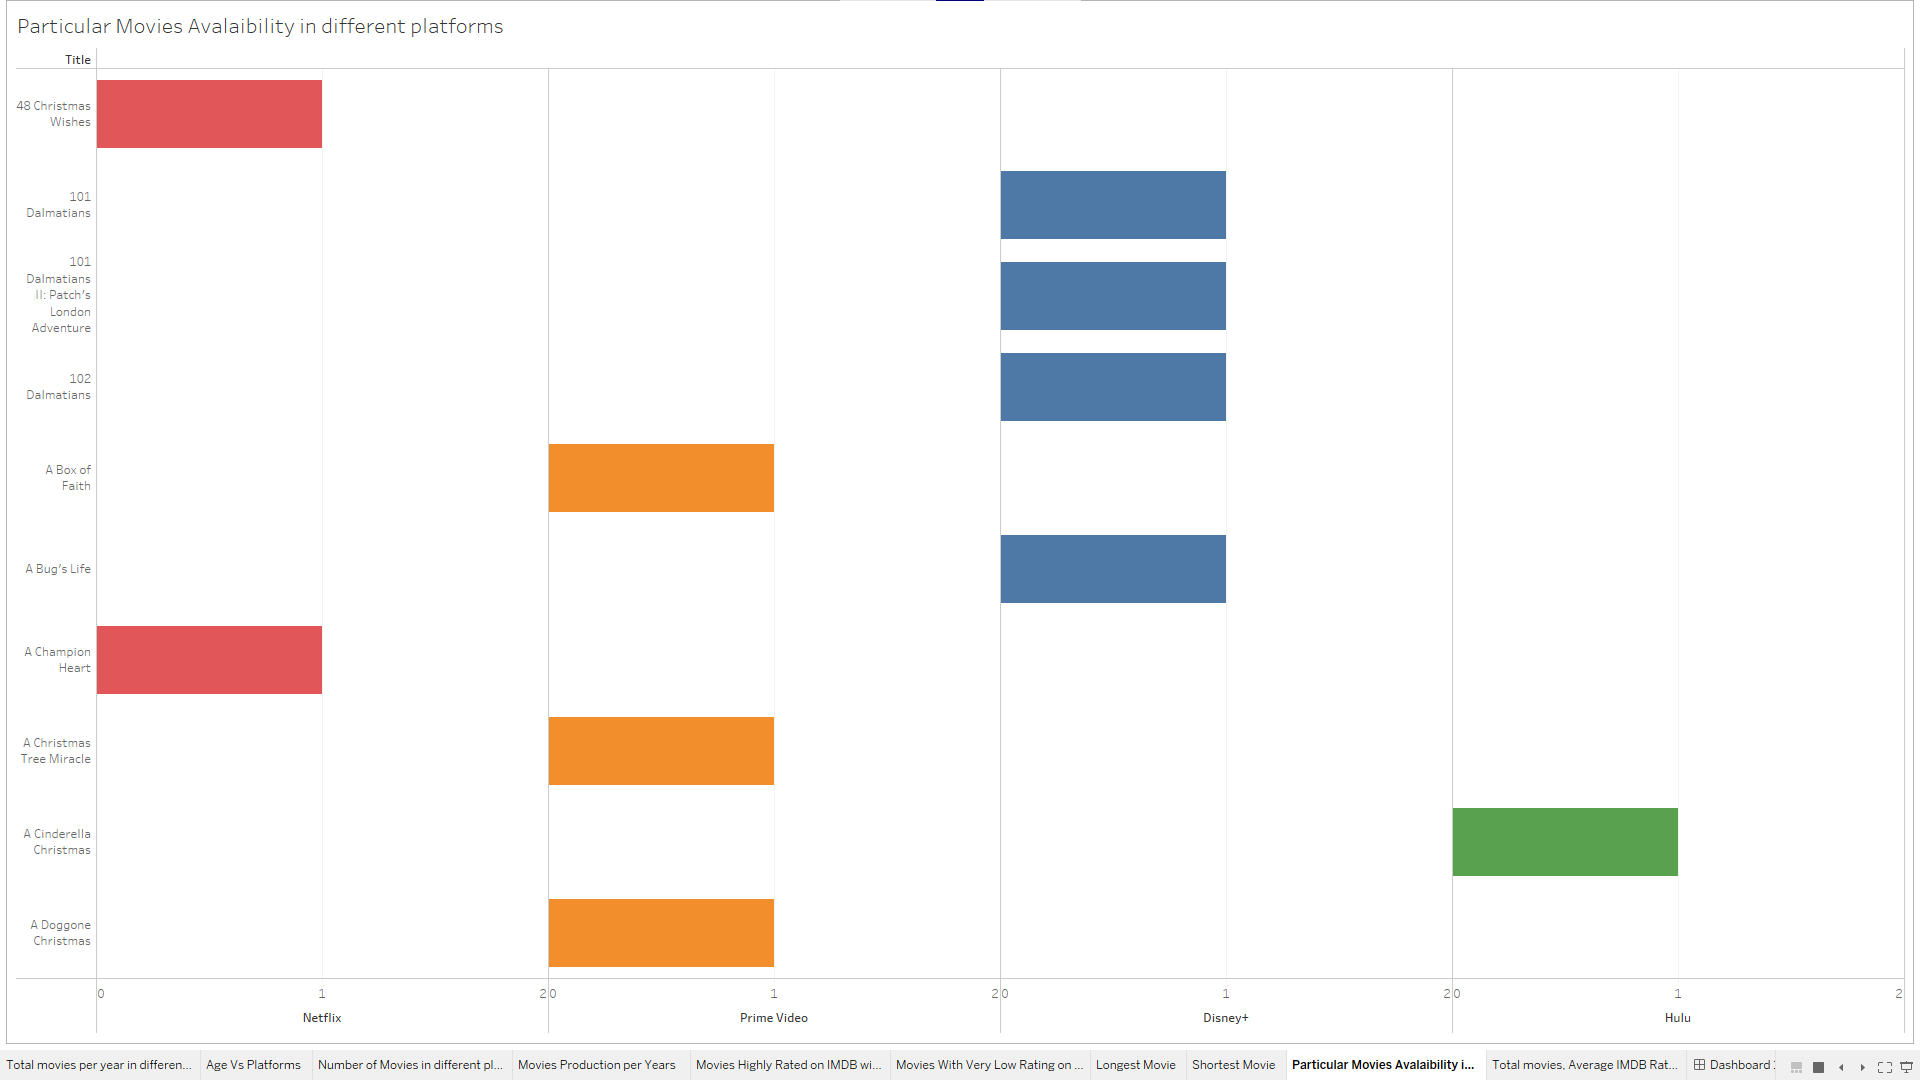 Particular Movies Avalaibility in different platforms
Title
48 Christmas
Wishes
101
Dalmatians
101
Dalmatians
II: Patch's
London
Adventure
102
Dalmatians
A Box of
Faith
A Bug's Life
A Champion
Heart
A Christmas
Tree Miracle
A Cinderella
Christmas
A Doggone
Christmas
0 1 2 0 1 2 0 1 2 0 1 2
Netflix Prime Video Disney+ Hulu
Total movies per year in differen... Age Vs Platforms Number of Movies in different pl... Movies Production per Years Movies Highly Rated on IMDB wi... Movies With Very Low Rating on ... Longest Movie Shortest Movie Particular Movies Avalaibility i... Total movies, Average IMDB Rat... Dashboard